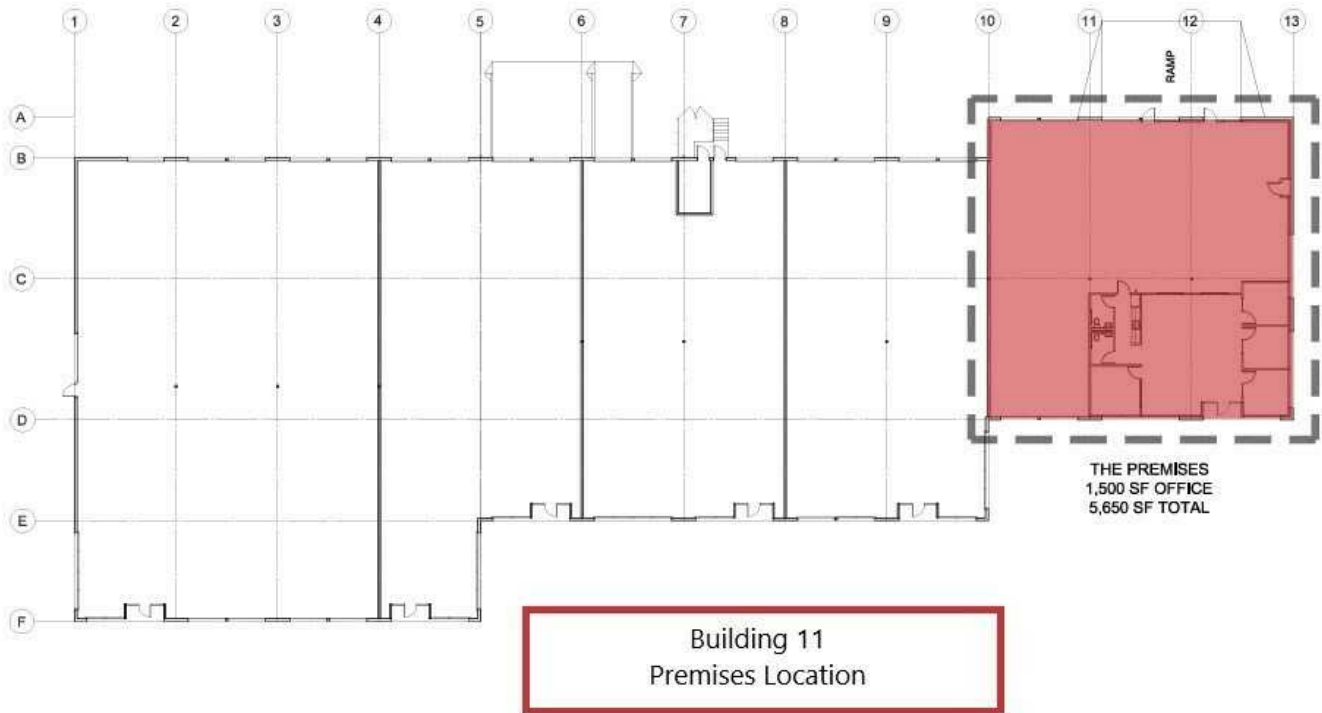 1 2 3 4 5 6 7 8 9 10 11 12 13
RAMP
A
B
C
D
E
F
THE PREMISES
1,500 SF OFFICE
5,650 SF TOTAL
Building 11
Premises Location